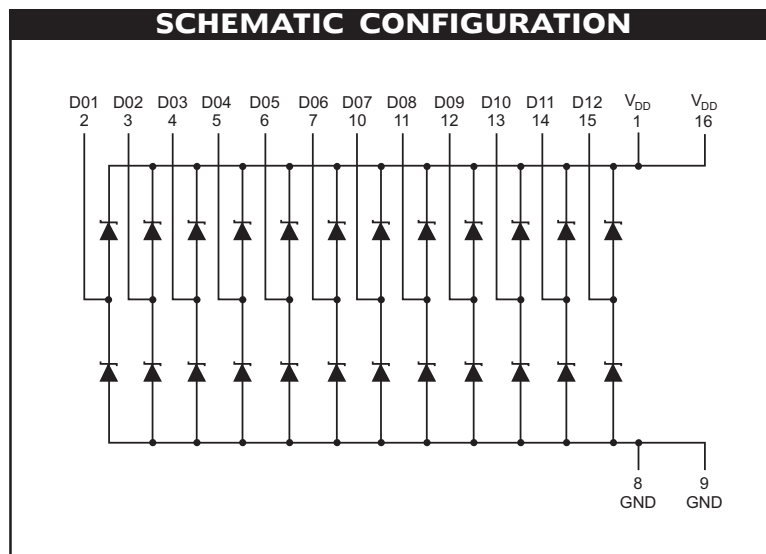 SCHEMATIC CONFIGURATION
D01 D02 D03 D04 D05 D06 D07 D08 D09 D10 D11 D12 VDD VDD
2 3 4 5 6 7 10 11 12 13 14 15 1 16
8 9
GND GND